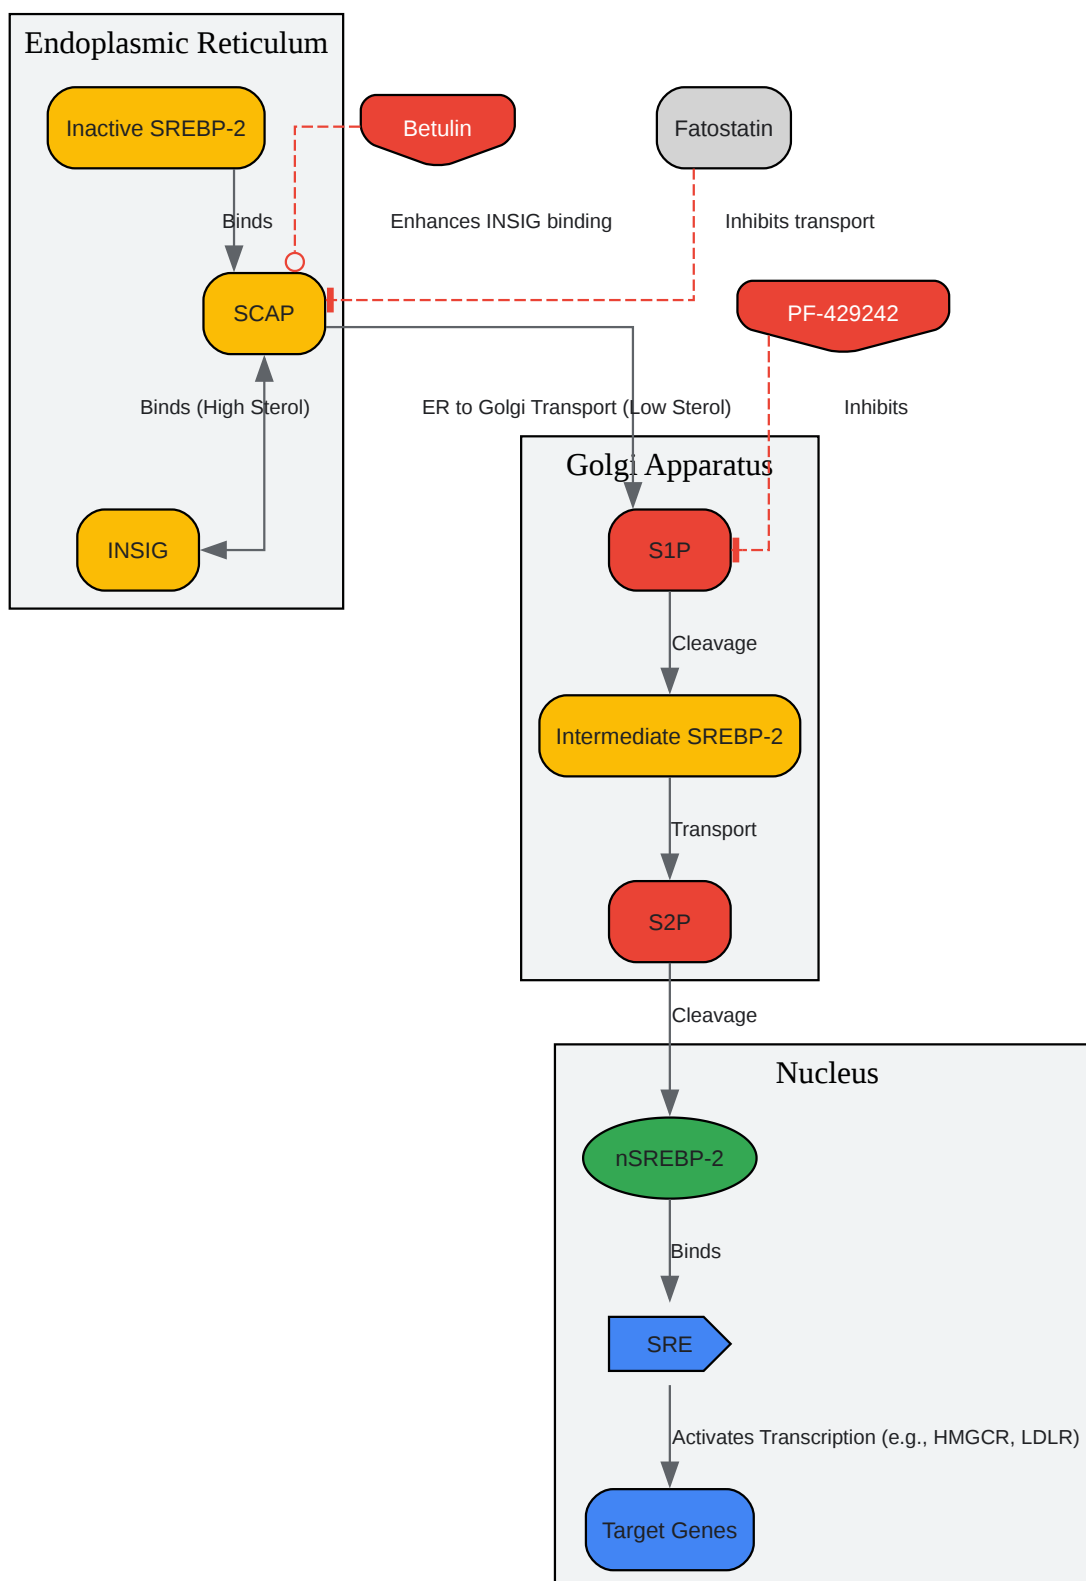 Endoplasmic Reticulum
Inactive SREBP-2
Betulin
Fatostatin
Binds
Enhances INSIG binding
Inhibits transport
SCAP
PF-429242
Binds (High Sterol)
ER to Golgi Transport (Low Sterol)
Inhibits
Golgi Apparatus
INSIG
S1P
Cleavage
Intermediate SREBP-2
Transport
S2P
Cleavage
Nucleus
nSREBP-2
Binds
SRE
Activates Transcription (e.g., HMGCR, LDLR)
Target Genes